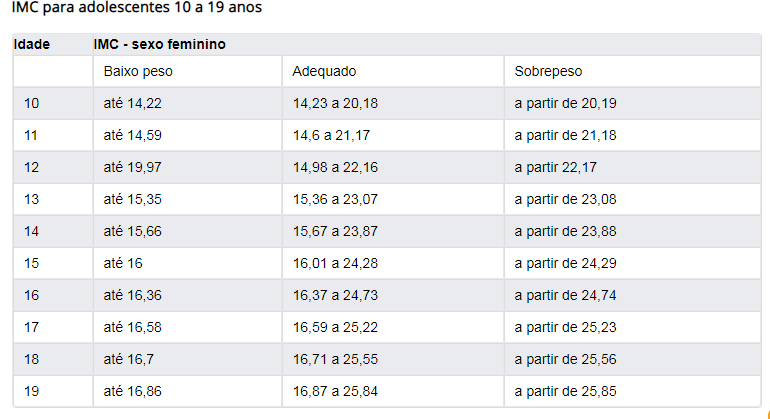 IMC para adolescentes 10 a 19 anos
Idade IMC - sexo feminino
Baixo peso Adequado Sobrepeso
10 até 14,22 14,23 a 20,18 a partir de 20,19
11 até 14,59 14,6 a 21,17 a partir de 21,18
12 até 19,97 14,98 a 22,16 a partir 22,17
13 até 15,35 15,36 a 23,07 a partir de 23,08
14 até 15,66 15,67 a 23,87 a partir de 23,88
15 até 16 16,01 a 24,28 a partir de 24,29
16 até 16,36 16,37 a 24,73 a partir de 24,74
17 até 16,58 16,59 a 25,22 a partir de 25,23
18 até 16,7 16,71 a 25,55 a partir de 25,56
19 até 16,86 16,87 a 25,84 a partir de 25,85